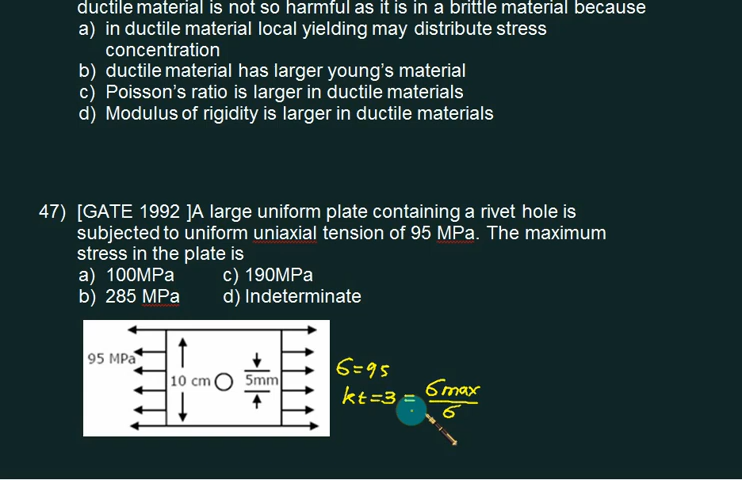 ductile material is not so harmful as it is in a brittle material because
a) in ductile material local yielding may distribute stress
concentration
b) ductile material has larger young's material
c) Poisson's ratio is larger in ductile materials
d) Modulus of rigidity is larger in ductile materials
47) [GATE 1992 ]A large uniform plate containing a rivet hole is
subjected to uniform uniaxial tension of 95 MPa. The maximum
stress in the plate is
a) 100MPa c) 190MPa
b) 285 MPa d) Indeterminate
95 MPa
10 cm 5mm
6=95
kt=3 = 6max
6